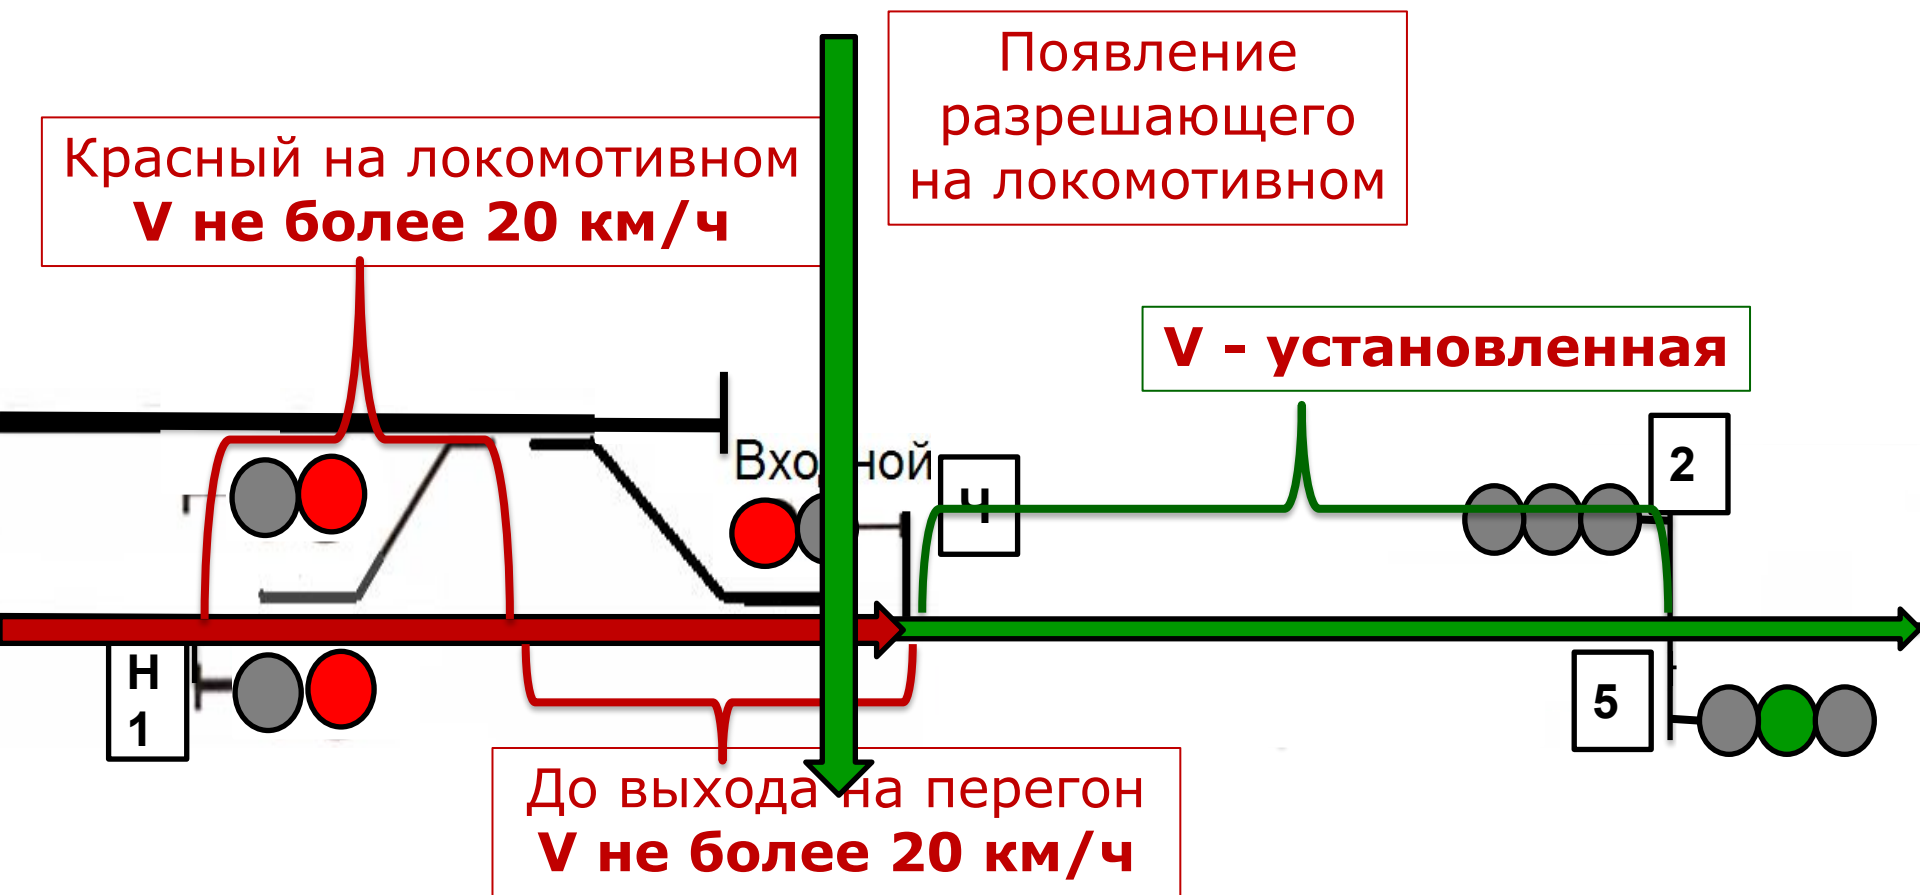 Появление
разрешающего
на локомотивном
Красный на локомотивном
V не более 20 км/ч
V - установленная
2
Входной
Ч
Н
1
5
До выхода на перегон
V не более 20 км/ч